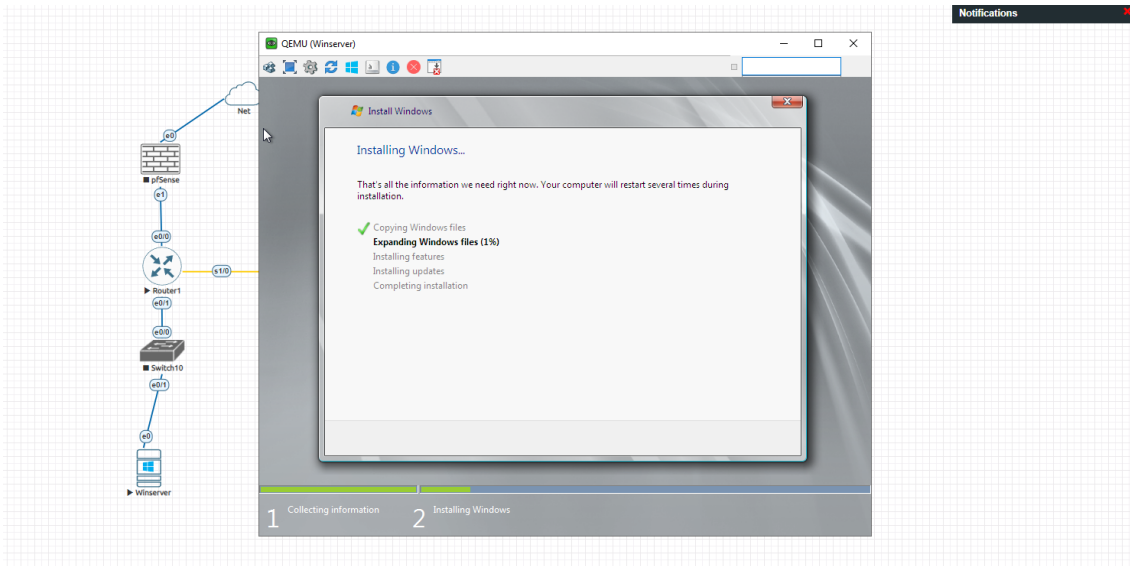 Notifications
QEMU (Winserver)
Net
Install Windows
e0
Installing Windows...
pfSense
That's all the information we need right now. Your computer will restart several times during
installation.
e1
Copying Windows files
Expanding Windows files (1%)
e0/0
Installing features
s1/0
Installing updates
Completing installation
Router1
e0/1
e0/0
Switch10
e0/1
e0
Winserver
1 Collecting information 2 Installing Windows